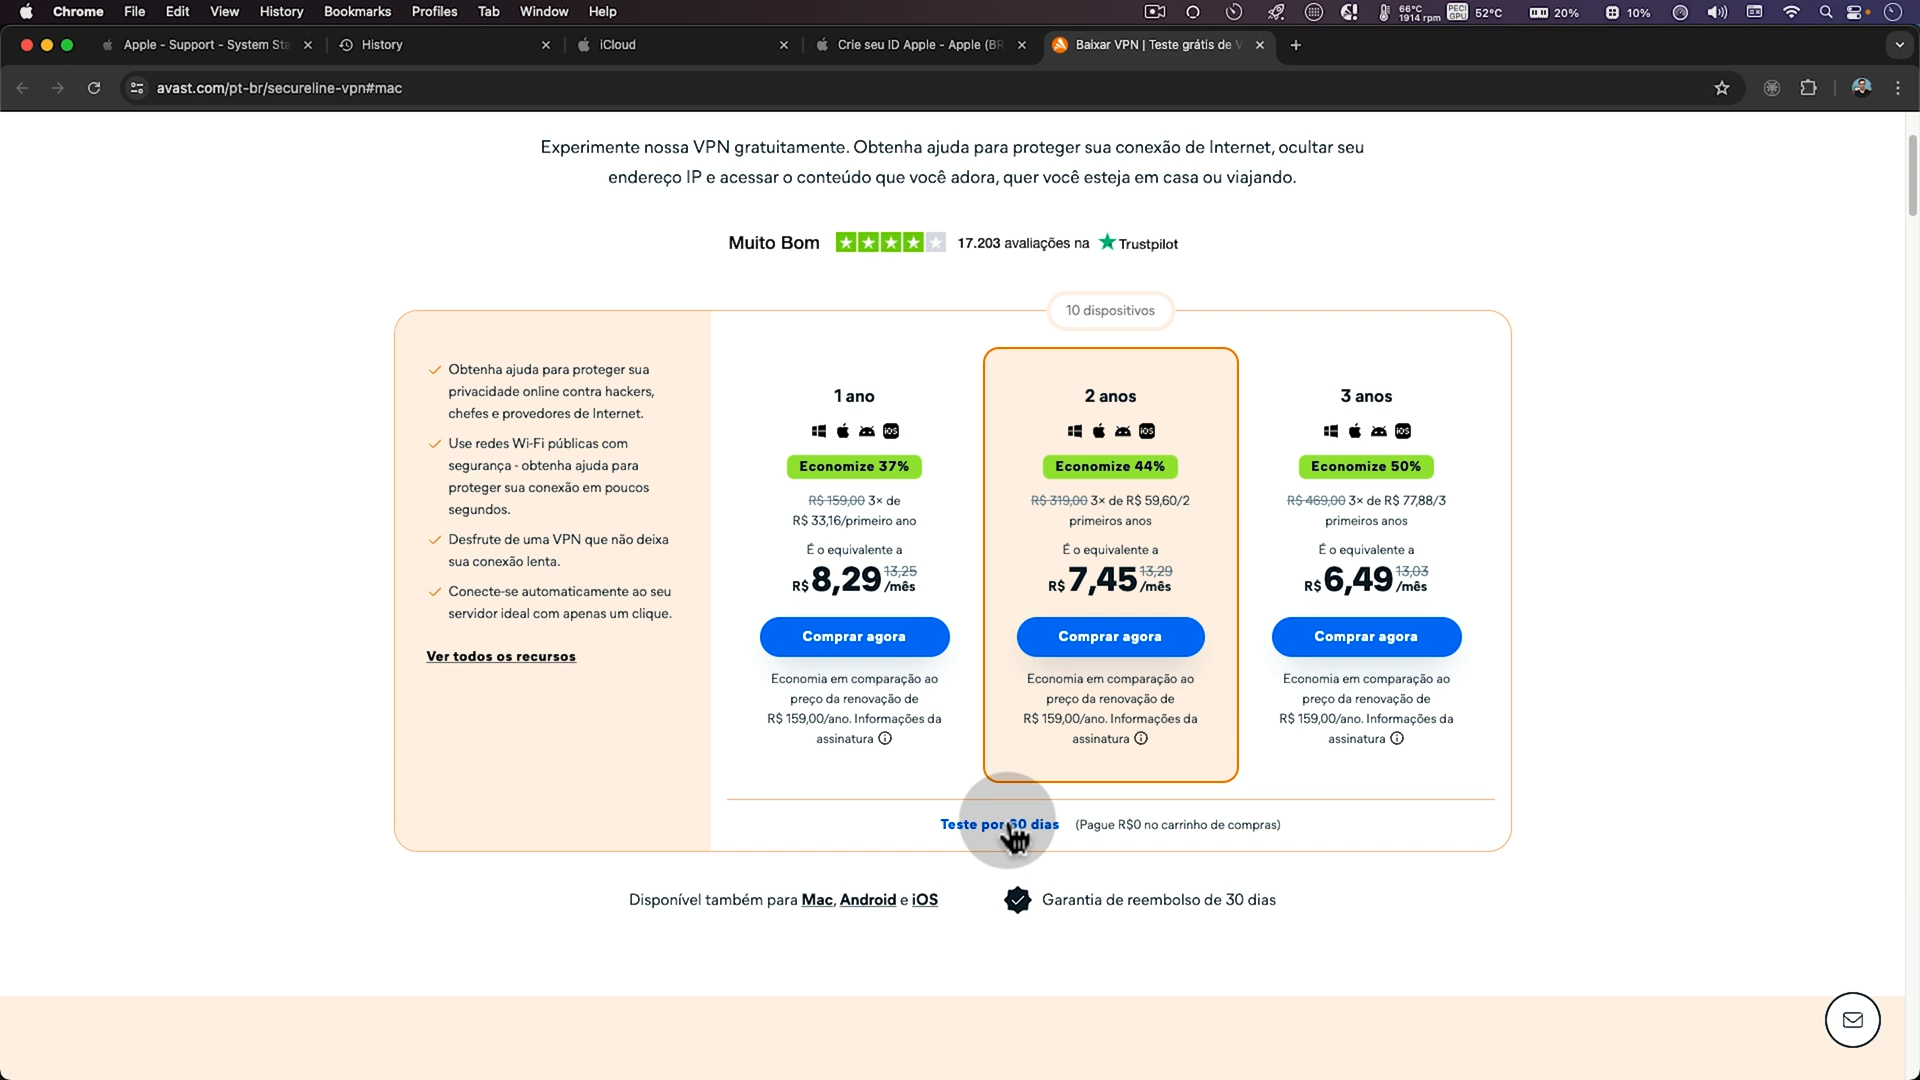 Chrome File Edit View History Bookmarks Profiles Tab Window Help
66°C
1914 rpm
PECI
GPU
52°C
20%
10%
Apple - Support - System Sta
History
iCloud
Crie seu ID Apple - Apple (BR
Baixar VPN | Teste grátis de V
avast.com/pt-br/secureline-vpn#mac
Experimente nossa VPN gratuitamente. Obtenha ajuda para proteger sua conexão de Internet, ocultar seu
endereço IP e acessar o conteúdo que você adora, quer você esteja em casa ou viajando.
Muito Bom 17.203 avaliações na Trustpilot
10 dispositivos
Obtenha ajuda para proteger sua
privacidade online contra hackers,
chefes e provedores de Internet.
Use redes Wi-Fi públicas com
segurança - obtenha ajuda para
proteger sua conexão em poucos
segundos.
Desfrute de uma VPN que não deixa
sua conexão lenta.
Conecte-se automaticamente ao seu
servidor ideal com apenas um clique.
Ver todos os recursos
1 ano
iOS
Economize 37%
R$ 159,00 3× de
R$ 33,16/primeiro ano
É o equivalente a
R$ 8,29 13,25 /mês
Comprar agora
Economia em comparação ao
preço da renovação de
R$ 159,00/ano. Informações da
assinatura
2 anos
iOS
Economize 44%
R$ 319,00 3× de R$ 59,60/2
primeiros anos
É o equivalente a
R$ 7,45 13,29 /mês
Comprar agora
Economia em comparação ao
preço da renovação de
R$ 159,00/ano. Informações da
assinatura
3 anos
iOS
Economize 50%
R$ 469,00 3× de R$ 77,88/3
primeiros anos
É o equivalente a
R$ 6,49 13,03 /mês
Comprar agora
Economia em comparação ao
preço da renovação de
R$ 159,00/ano. Informações da
assinatura
Teste por 60 dias (Pague R$0 no carrinho de compras)
Disponível também para Mac, Android e iOS
Garantia de reembolso de 30 dias